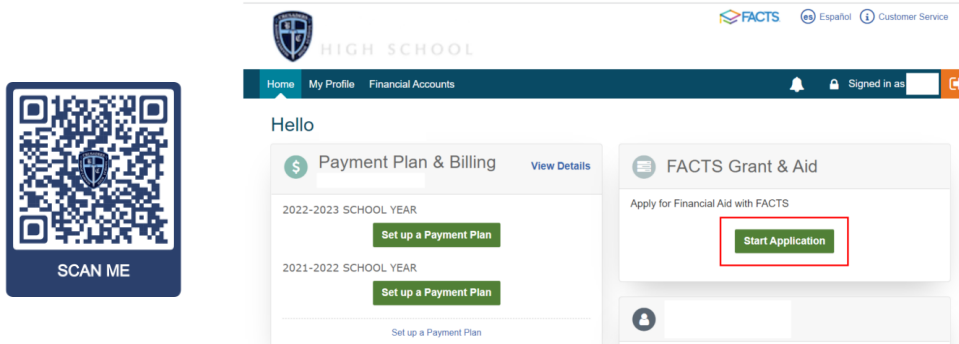 SCAN ME
HIGH SCHOOL
FACTS
es Español i Customer Service
Home My Profile Financial Accounts
Signed in as
Hello
$ Payment Plan & Billing View Details
2022-2023 SCHOOL YEAR
Set up a Payment Plan
2021-2022 SCHOOL YEAR
Set up a Payment Plan
Set up a Payment Plan
FACTS Grant & Aid
Apply for Financial Aid with FACTS
Start Application